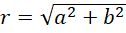 r = √(a² + b²)